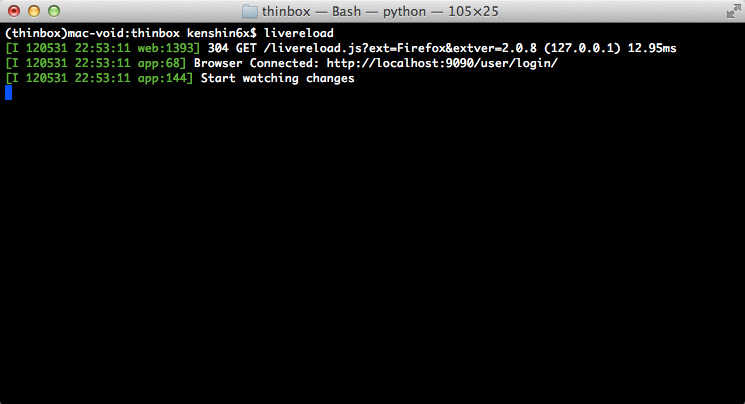 thinbox — Bash — python — 105×25
(thinbox)mac-void:thinbox kenshin6x$ livereload
[I 120531 22:53:11 web:1393] 304 GET /livereload.js?ext=Firefox&extver=2.0.8 (127.0.0.1) 12.95ms
[I 120531 22:53:11 app:68] Browser Connected: http://localhost:9090/user/login/
[I 120531 22:53:11 app:144] Start watching changes